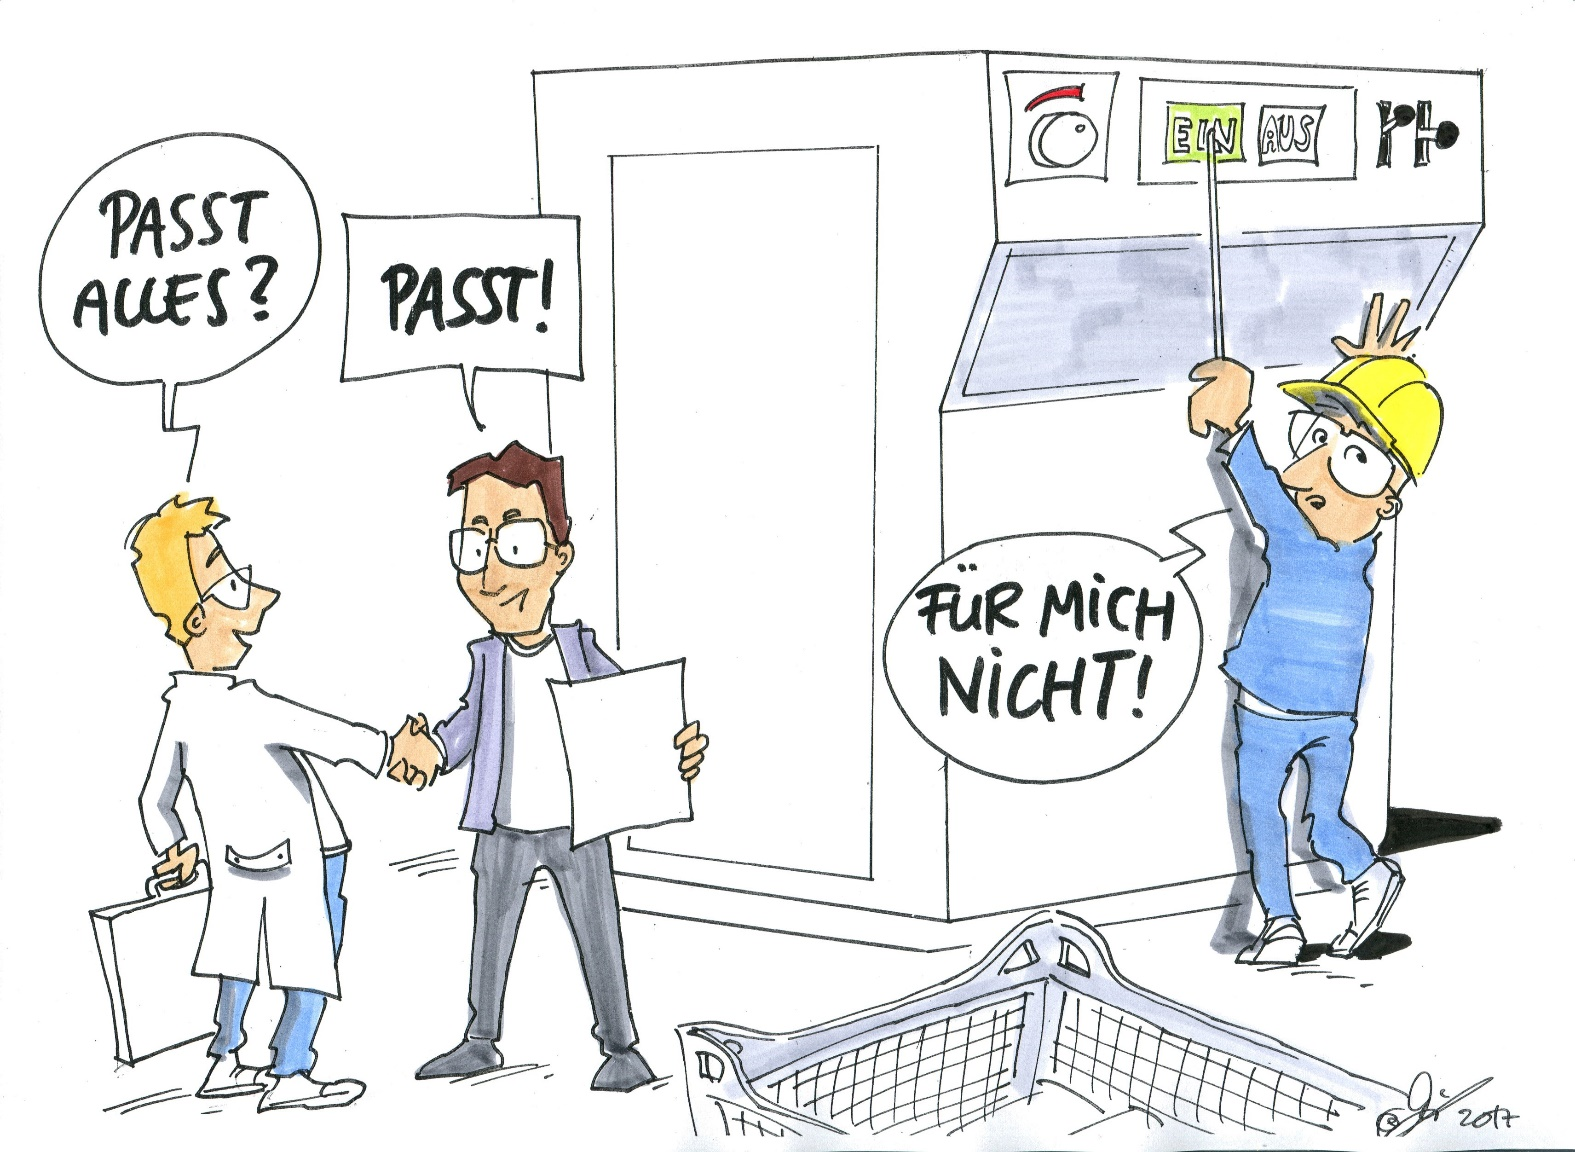 PASST
ALLES?
PASST!
EIN
AUS
FÜR MICH
NICHT!
© 2017